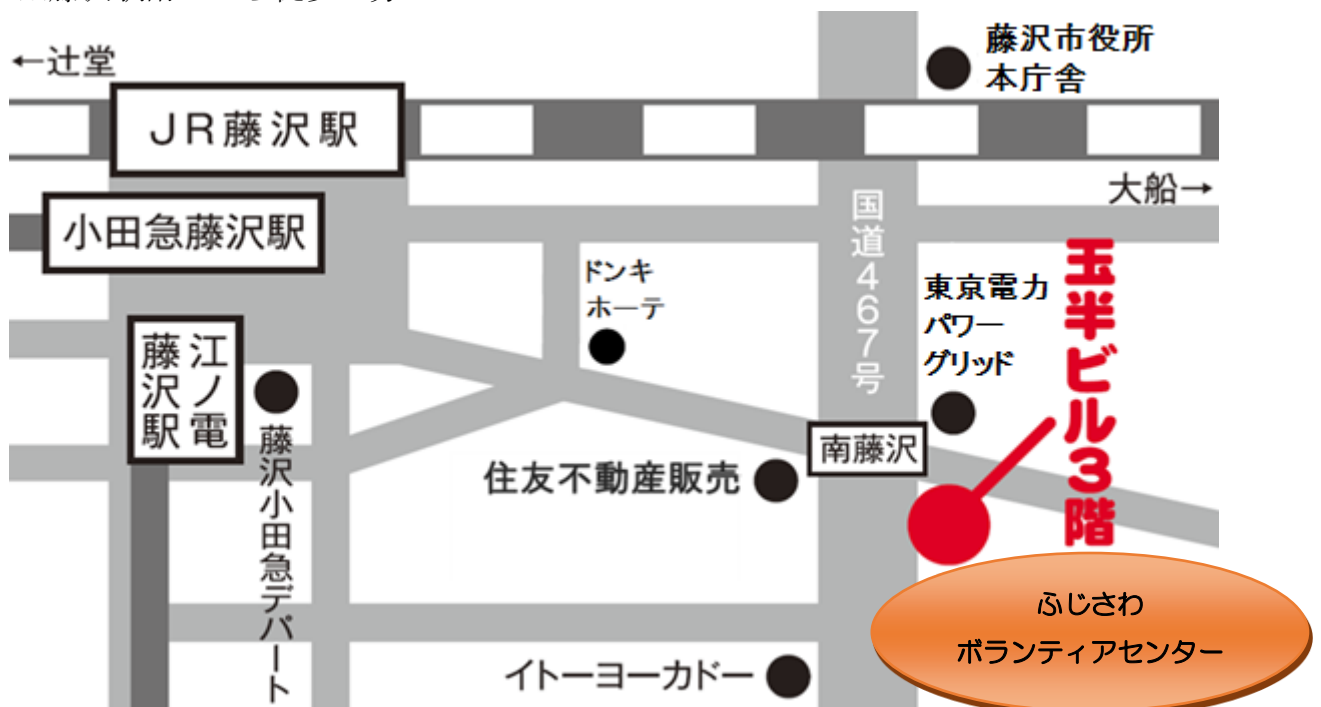 藤沢市役所
本庁舎
←辻堂
JR藤沢駅
大船→
小田急藤沢駅
国道467号
ドンキ
ホーテ
東京電力
パワー
グリッド
玉半ビル3階
江ノ電
藤沢駅
藤沢小田急デパート
南藤沢
住友不動産販売
ふじさわ
ボランティアセンター
イトーヨーカドー